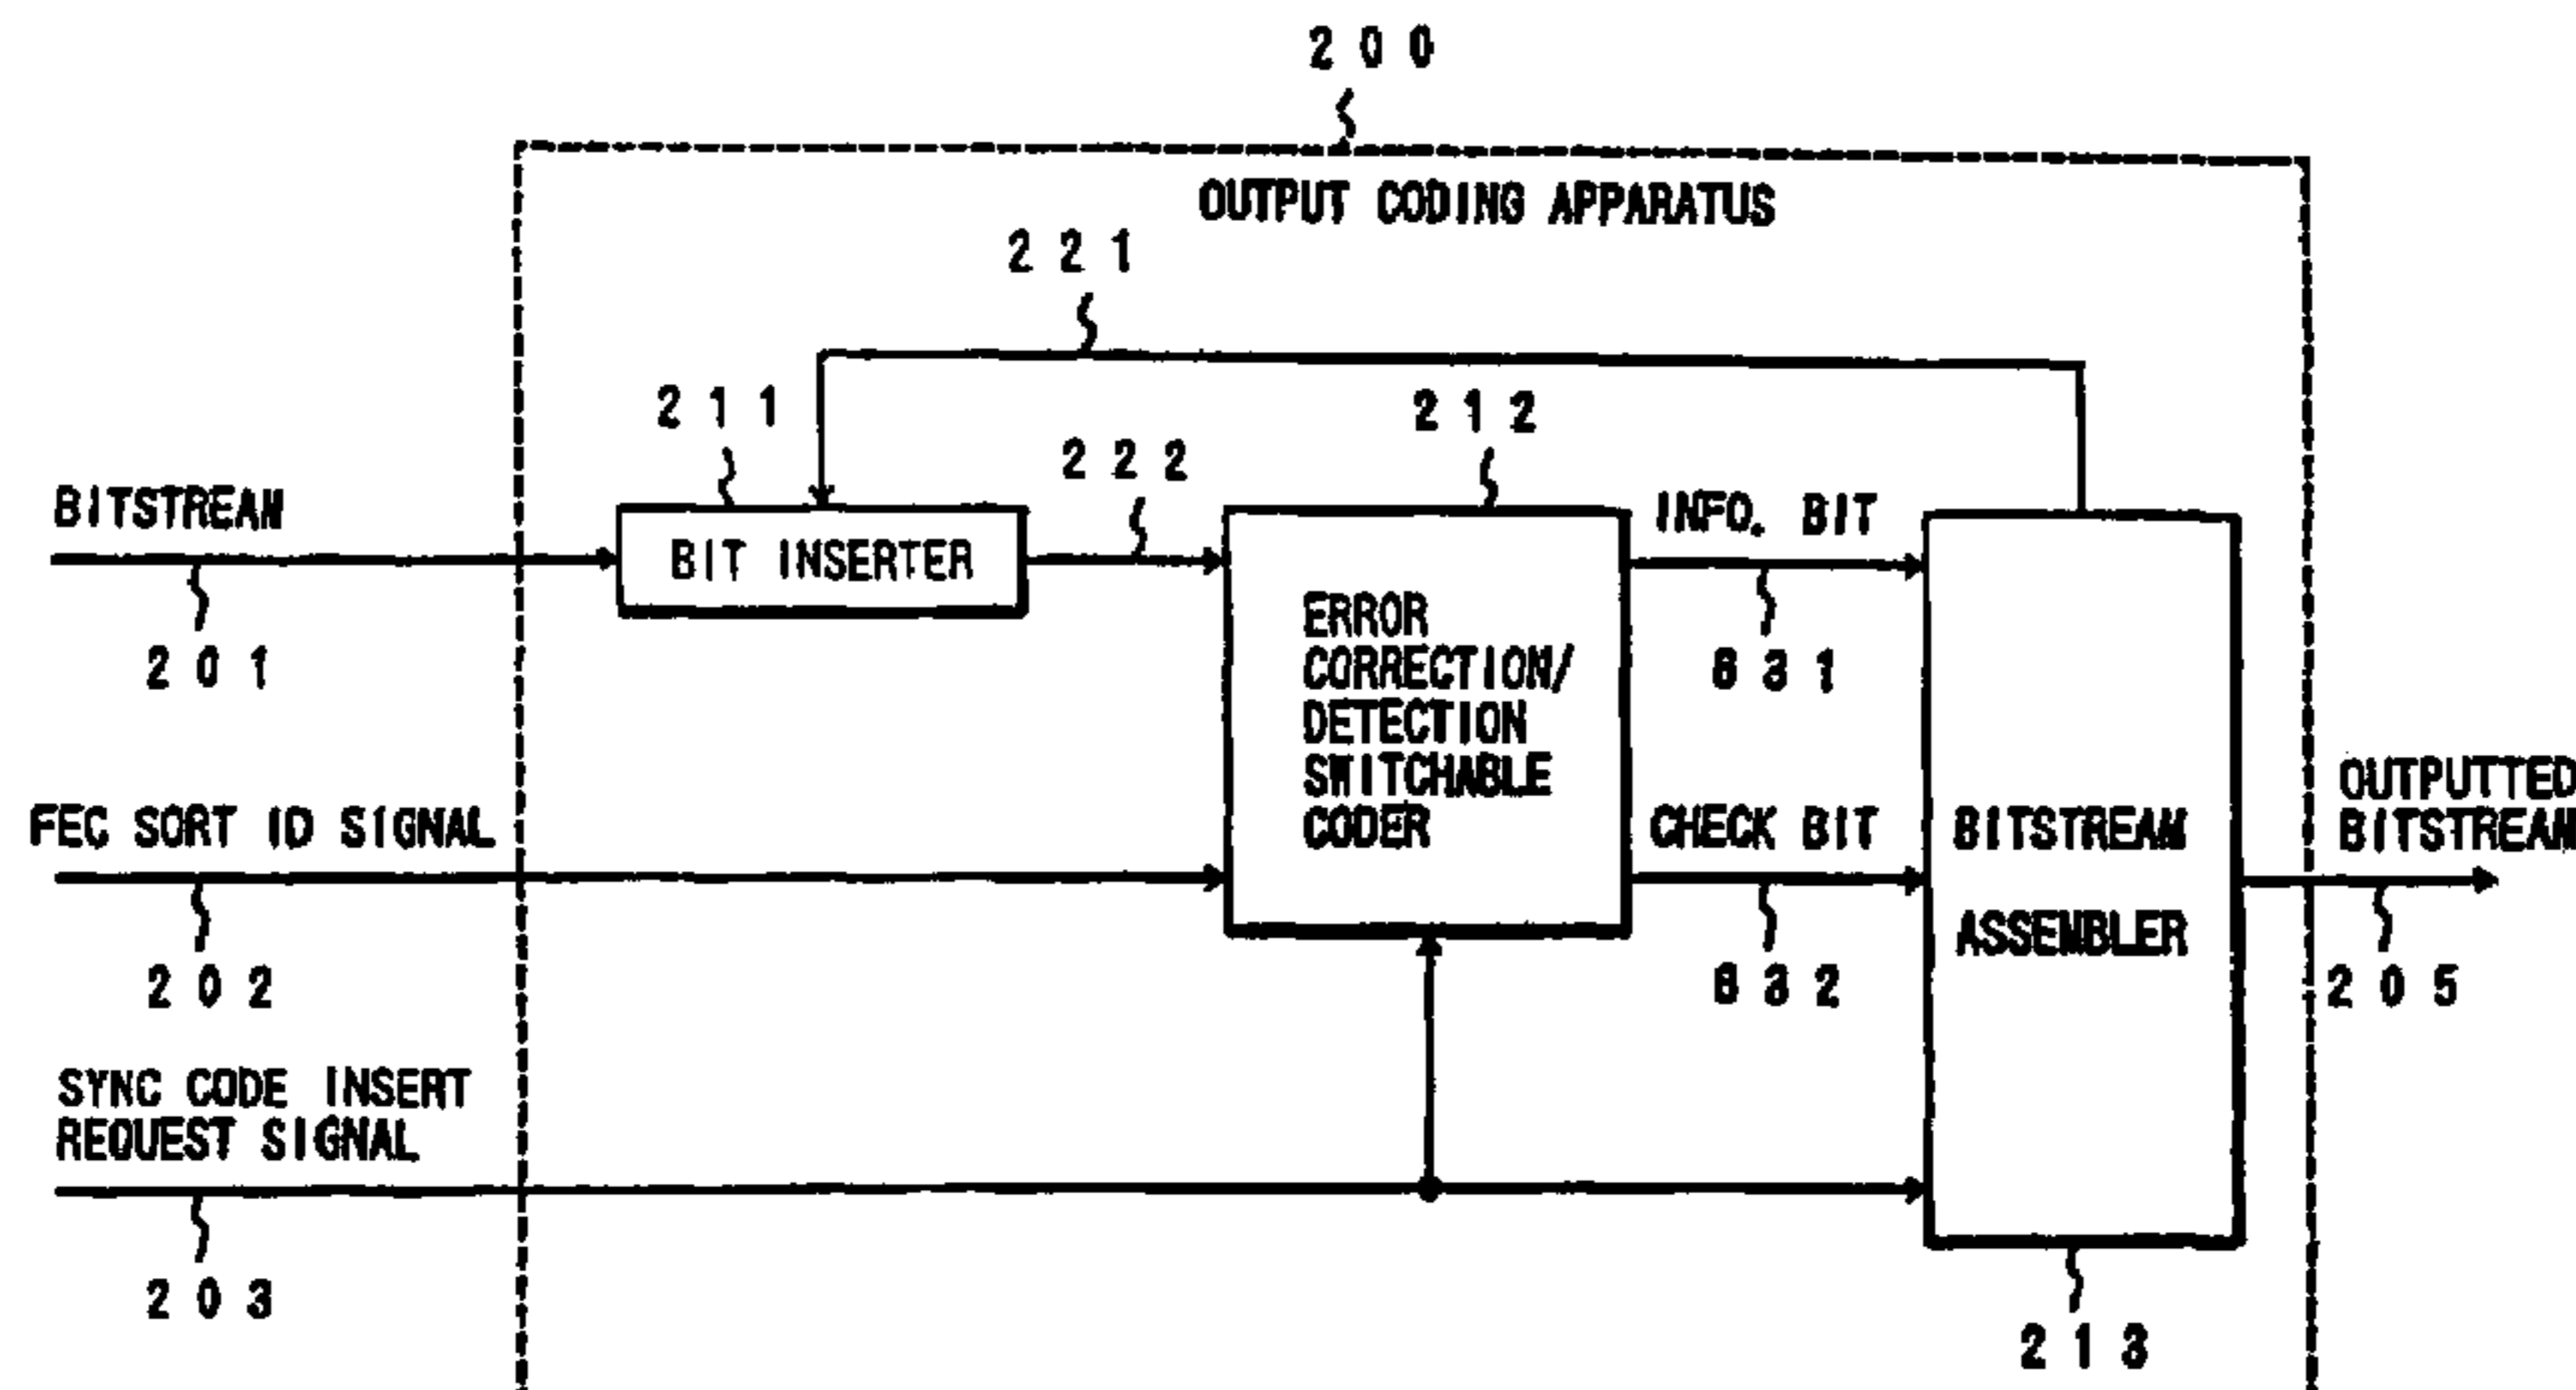 200
OUTPUT CODING APPARATUS
221
211
212
222
BITSTREAM
INFO. BIT
BIT INSERTER
201
ERROR
CORRECTION/
DETECTION
SWITCHABLE
CODER
631
FEC SORT ID SIGNAL
CHECK BIT
BITSTREAM
ASSEMBLER
OUTPUTTED
BITSTREAM
202
632
205
SYNC CODE INSERT
REQUEST SIGNAL
203
213